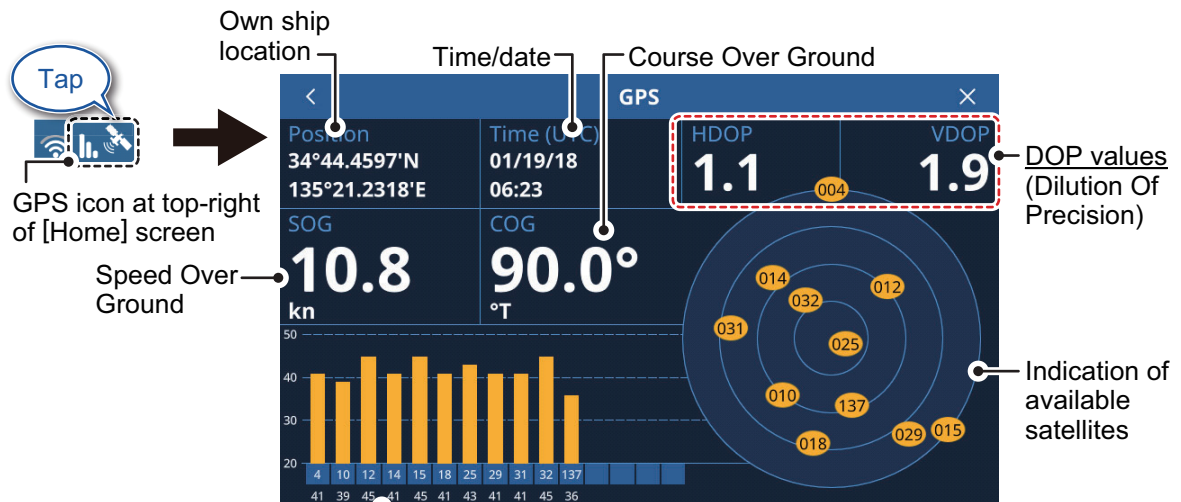 Own ship
location
Time/date
Course Over Ground
Tap
GPS
Position
34°44.4597'N
135°21.2318'E
Time (UTC)
01/19/18
06:23
HDOP
1.1
VDOP
1.9
DOP values
(Dilution Of
Precision)
GPS icon at top-right
of [Home] screen
SOG
10.8
kn
COG
90.0°
°T
Speed Over
Ground
004
014
012
032
031
025
010
137
018
029
015
Indication of
available
satellites
50
40
30
20
4 10 12 14 15 18 25 29 31 32 137
41 39 45 41 45 41 43 41 41 45 36